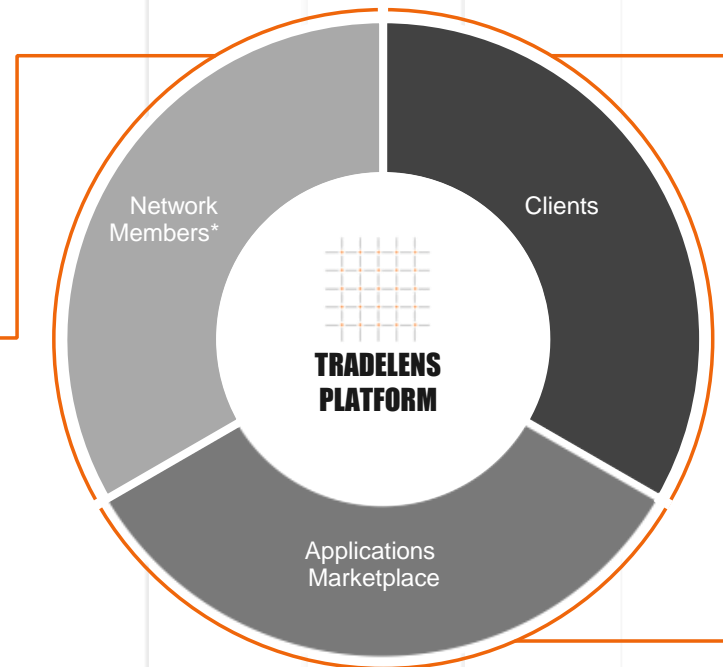 Network
Members*
Clients
TRADELENS
PLATFORM
Applications
Marketplace